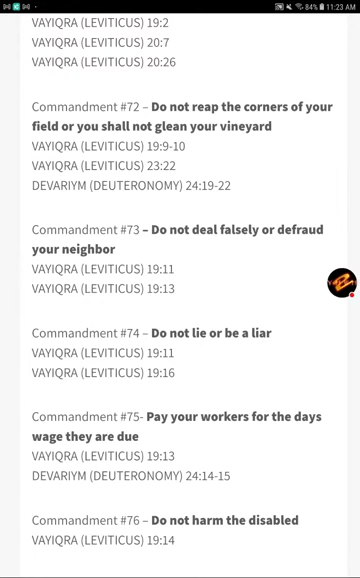 84% 11:23 AM
VAYIQRA (LEVITICUS) 19:2
VAYIQRA (LEVITICUS) 20:7
VAYIQRA (LEVITICUS) 20:26
Commandment #72 – Do not reap the corners of your
field or you shall not glean your vineyard
VAYIQRA (LEVITICUS) 19:9-10
VAYIQRA (LEVITICUS) 23:22
DEVARIYM (DEUTERONOMY) 24:19-22
Commandment #73 – Do not deal falsely or defraud
your neighbor
VAYIQRA (LEVITICUS) 19:11
VAYIQRA (LEVITICUS) 19:13
Commandment #74 – Do not lie or be a liar
VAYIQRA (LEVITICUS) 19:11
VAYIQRA (LEVITICUS) 19:16
Commandment #75- Pay your workers for the days
wage they are due
VAYIQRA (LEVITICUS) 19:13
DEVARIYM (DEUTERONOMY) 24:14-15
Commandment #76 – Do not harm the disabled
VAYIQRA (LEVITICUS) 19:14